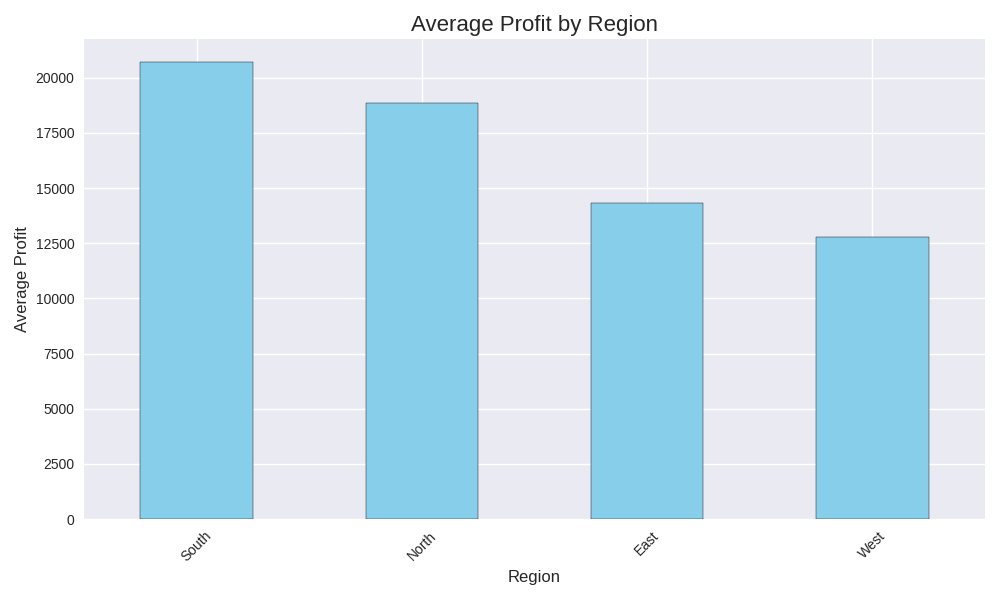 Average Profit by Region
Average Profit
20000
17500
15000
12500
10000
7500
5000
2500
0
South
North
East
West
Region